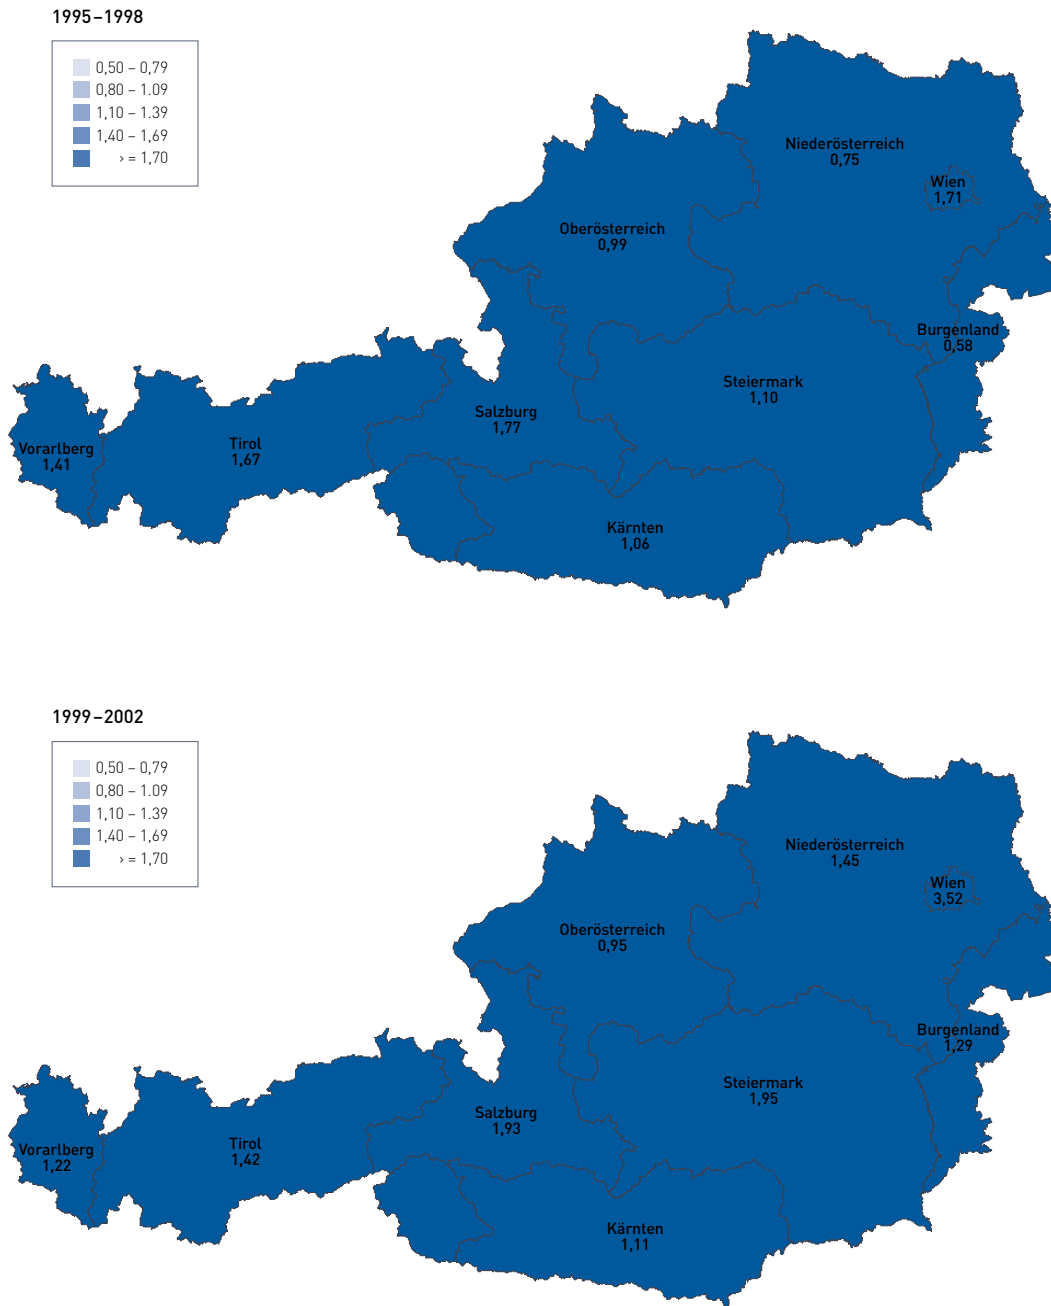 1995–1998
0,50 – 0,79
0,80 – 1.09
1,10 – 1.39
1,40 – 1,69
> = 1,70
Niederösterreich
0,75
Wien
1,71
Oberösterreich
0,99
Burgenland
0,58
Steiermark
1,10
Salzburg
1,77
Tirol
1,67
Vorarlberg
1,41
Kärnten
1,06
1999–2002
0,50 – 0,79
0,80 – 1.09
1,10 – 1.39
1,40 – 1,69
> = 1,70
Niederösterreich
1,45
Wien
3,52
Oberösterreich
0,95
Burgenland
1,29
Steiermark
1,95
Salzburg
1,93
Tirol
1,42
Vorarlberg
1,22
Kärnten
1,11